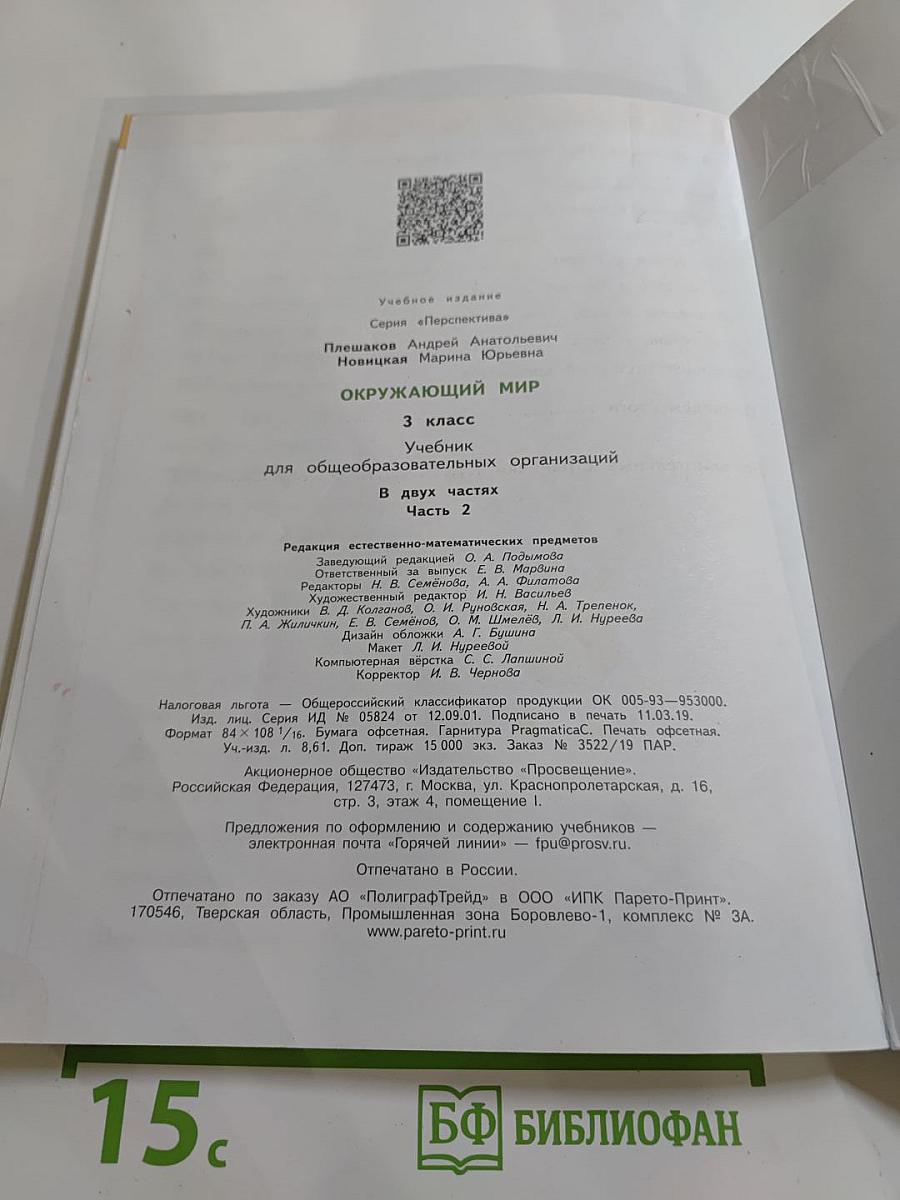 Учебное издание
Серия «Перспектива»
Плешаков Андрей Анатольевич
Новицкая Марина Юрьевна
ОКРУЖАЮЩИЙ МИР
3 класс
Учебник
для общеобразовательных организаций
В двух частях
Часть 2
Редакция естественно-математических предметов
Заведующий редакцией О. А. Подымова
Ответственный за выпуск Е. В. Марвина
Редакторы Н. В. Семёнова, А. А. Филатова
Художественный редактор И. Н. Васильев
Художники В. Д. Колганов, О. И. Руновская, Н. А. Трепенок,
П. А. Жиличкин, Е. В. Семёнов, О. М. Шмелёв, Л. И. Нуреева
Дизайн обложки А. Г. Бушина
Макет Л. И. Нуреевой
Компьютерная вёрстка С. С. Лапшиной
Корректор И. В. Чернова
Налоговая льгота — Общероссийский классификатор продукции ОК 005-93—953000.
Изд. лиц. Серия ИД № 05824 от 12.09.01. Подписано в печать 11.03.19.
Формат 84×108 1/16. Бумага офсетная. Гарнитура PragmaticaC. Печать офсетная.
Уч.-изд. л. 8,61. Доп. тираж 15 000 экз. Заказ № 3522/19 ПАР.
Акционерное общество «Издательство «Просвещение».
Российская Федерация, 127473, г. Москва, ул. Краснопролетарская, д. 16,
стр. 3, этаж 4, помещение I.
Предложения по оформлению и содержанию учебников —
электронная почта «Горячей линии» — fpu@prosv.ru.
Отпечатано в России.
Отпечатано по заказу АО «ПолиграфТрейд» в ООО «ИПК Парето-Принт».
170546, Тверская область, Промышленная зона Боровлево-1, комплекс № 3А.
www.pareto-print.ru
15 с
БФ БИБЛИОФАН